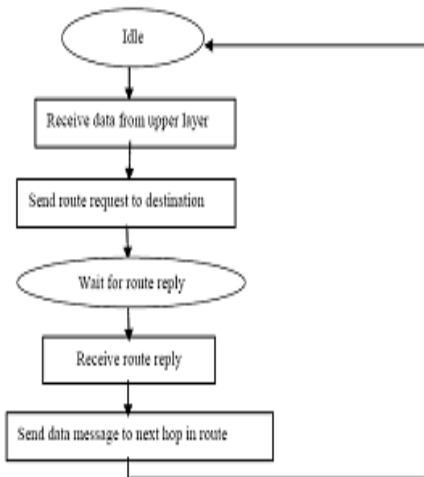 Idle
Receive data from upper layer
Send route request to destination
Wait for route reply
Receive route reply
Send data message to next hop in route